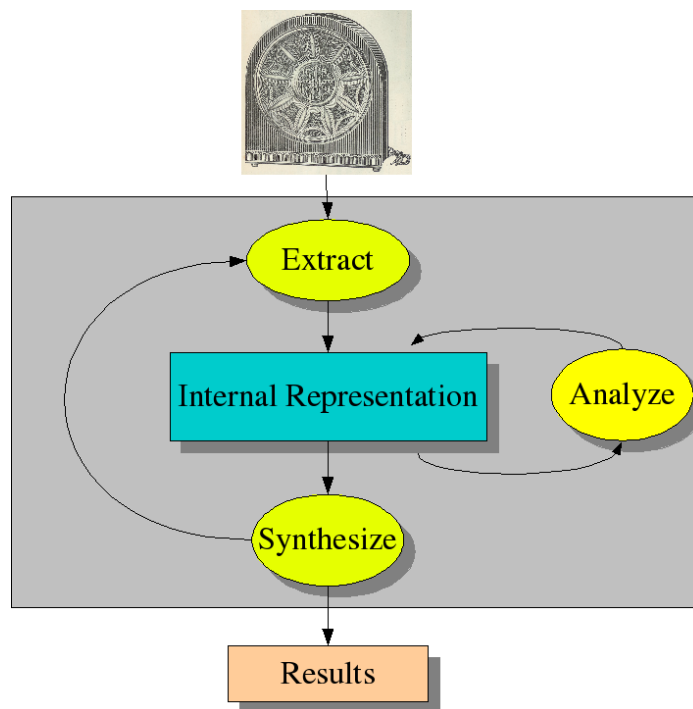 Extract
Internal Representation
Analyze
Synthesize
Results